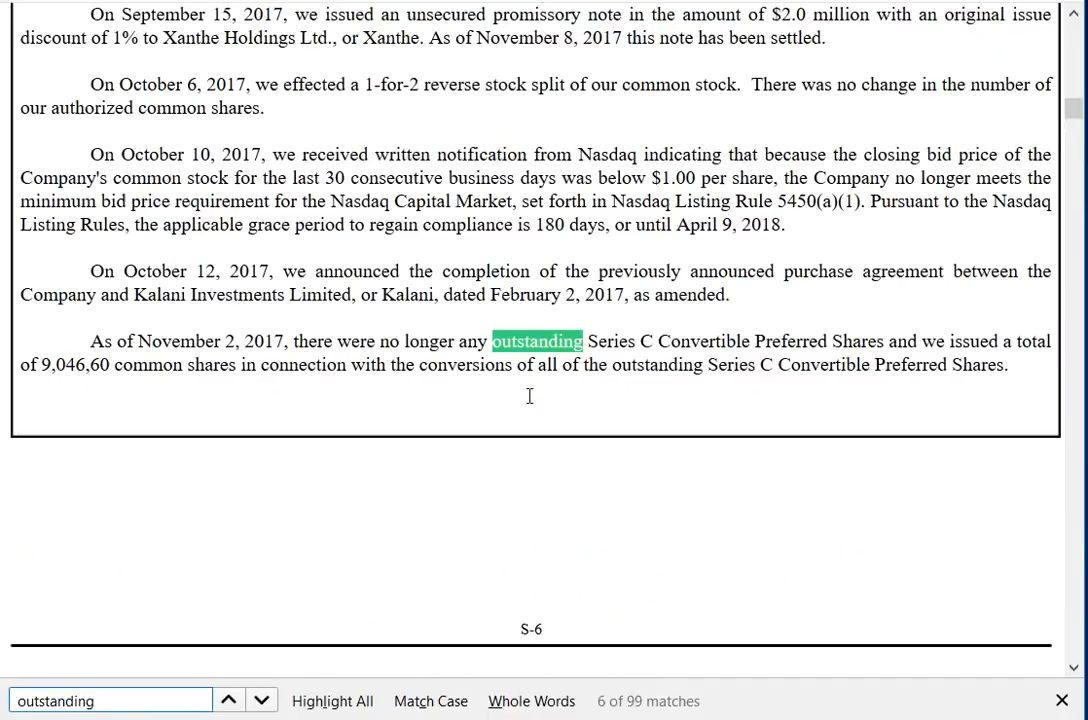 On September 15, 2017, we issued an unsecured promissory note in the amount of $2.0 million with an original issue
discount of 1% to Xanthe Holdings Ltd., or Xanthe. As of November 8, 2017 this note has been settled.
On October 6, 2017, we effected a 1-for-2 reverse stock split of our common stock. There was no change in the number of
our authorized common shares.
On October 10, 2017, we received written notification from Nasdaq indicating that because the closing bid price of the
Company's common stock for the last 30 consecutive business days was below $1.00 per share, the Company no longer meets the
minimum bid price requirement for the Nasdaq Capital Market, set forth in Nasdaq Listing Rule 5450(a)(1). Pursuant to the Nasdaq
Listing Rules, the applicable grace period to regain compliance is 180 days, or until April 9, 2018.
On October 12, 2017, we announced the completion of the previously announced purchase agreement between the
Company and Kalani Investments Limited, or Kalani, dated February 2, 2017, as amended.
As of November 2, 2017, there were no longer any outstanding Series C Convertible Preferred Shares and we issued a total
of 9,046,60 common shares in connection with the conversions of all of the outstanding Series C Convertible Preferred Shares.
S-6
outstanding Highlight All Match Case Whole Words 6 of 99 matches